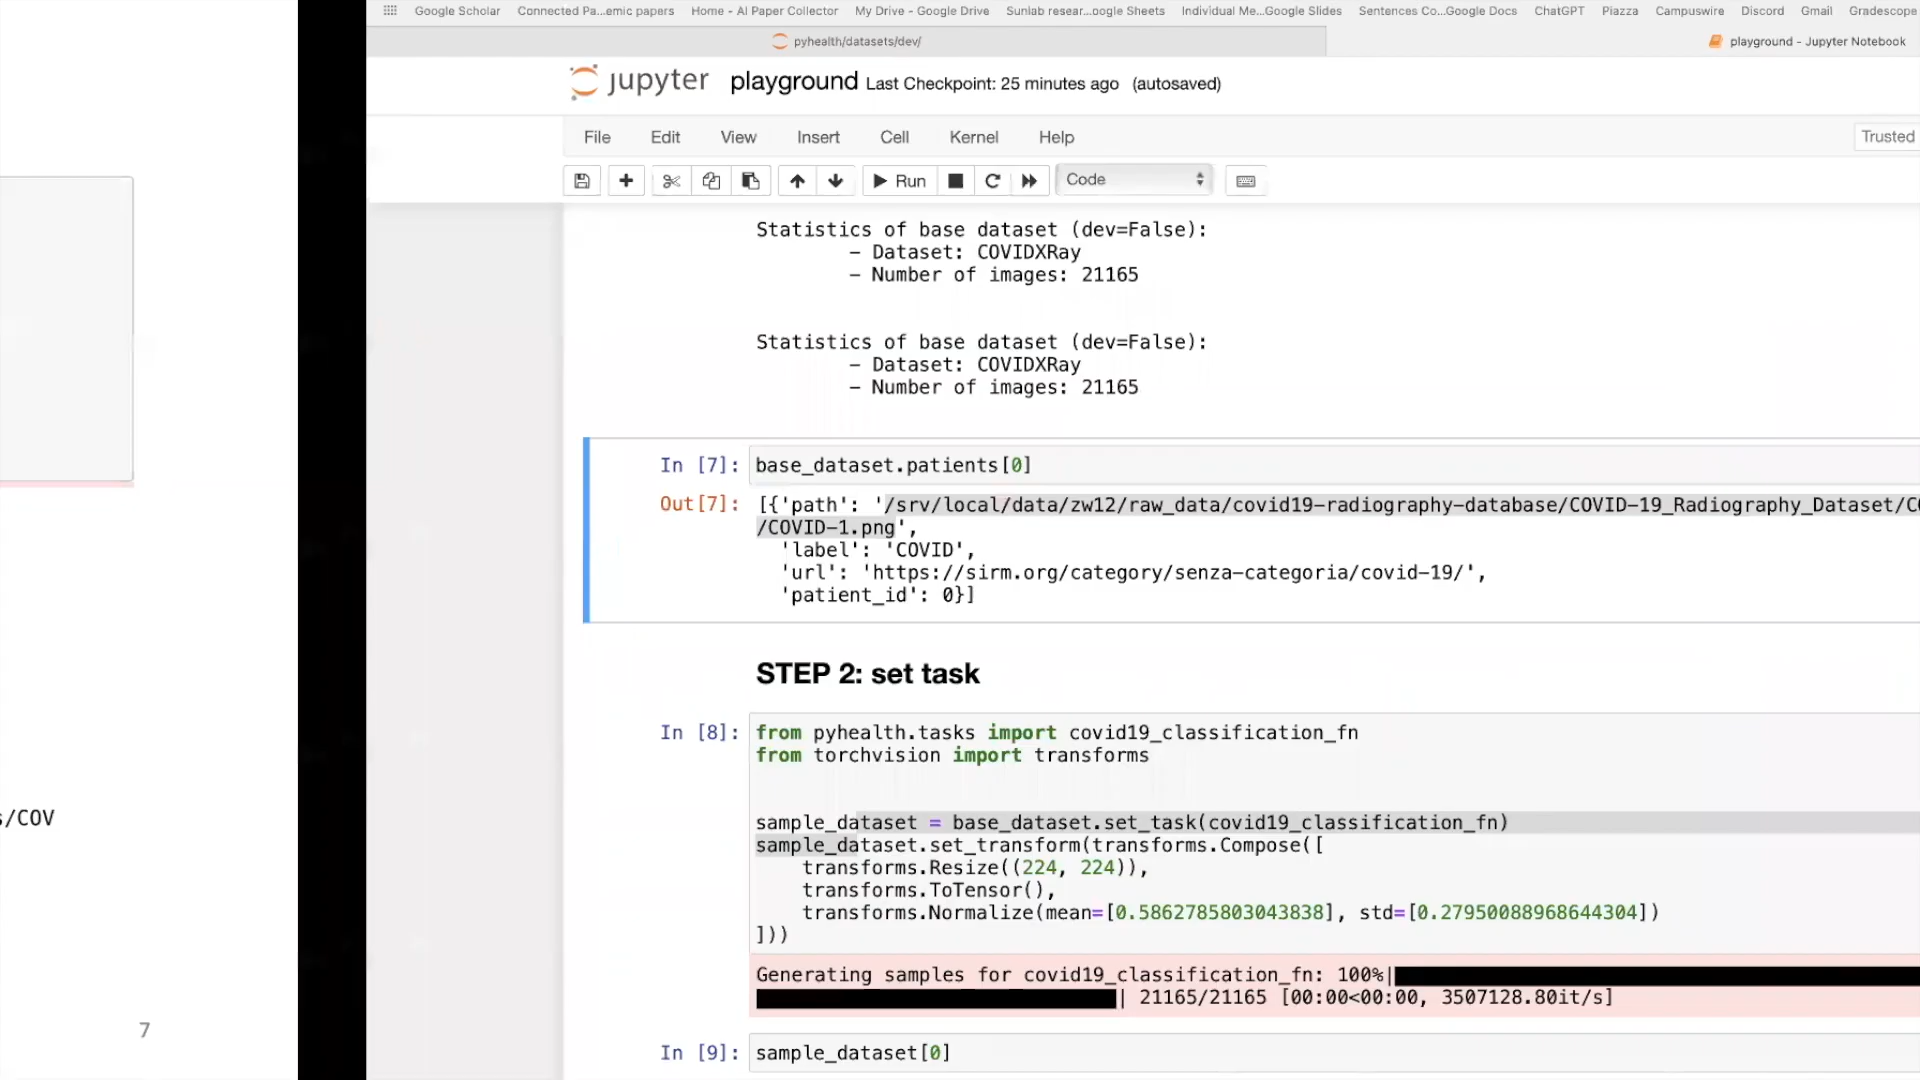 Google Scholar Connected Pa...emic papers Home - AI Paper Collector My Drive - Google Drive Sunlab resear...oogle Sheets Individual Me...Google Slides Sentences Co...Google Docs ChatGPT Piazza Campuswire Discord Gmail Gradescope
pyhealth/datasets/dev/ playground - Jupyter Notebook
jupyter playground Last Checkpoint: 25 minutes ago (autosaved)
File Edit View Insert Cell Kernel Help Trusted
Run Code
Statistics of base dataset (dev=False):
– Dataset: COVIDXRay
– Number of images: 21165
Statistics of base dataset (dev=False):
– Dataset: COVIDXRay
– Number of images: 21165
In [7]: base_dataset.patients[0]
Out[7]: [{'path': '/srv/local/data/zw12/raw_data/covid19-radiography-database/COVID-19_Radiography_Dataset/CO
/COVID-1.png',
'label': 'COVID',
'url': 'https://sirm.org/category/senza-categoria/covid-19/',
'patient_id': 0}]
STEP 2: set task
In [8]: from pyhealth.tasks import covid19_classification_fn
from torchvision import transforms
sample_dataset = base_dataset.set_task(covid19_classification_fn)
sample_dataset.set_transform(transforms.Compose([
transforms.Resize((224, 224)),
transforms.ToTensor(),
transforms.Normalize(mean=[0.5862785803043838], std=[0.27950088968644304])
]))
Generating samples for covid19_classification_fn: 100%|
| 21165/21165 [00:00<00:00, 3507128.80it/s]
In [9]: sample_dataset[0]
s/COV
7